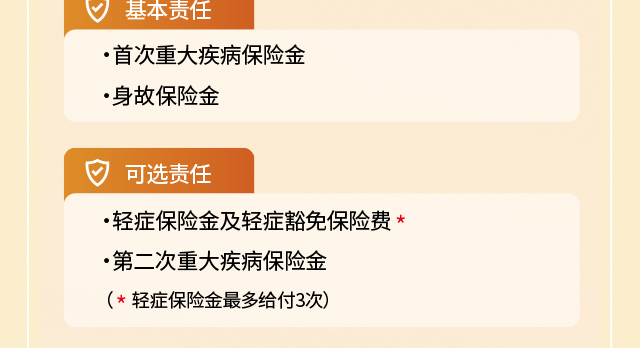 基本责任
·首次重大疾病保险金
·身故保险金
可选责任
·轻症保险金及轻症豁免保险费*
·第二次重大疾病保险金
（* 轻症保险金最多给付3次）